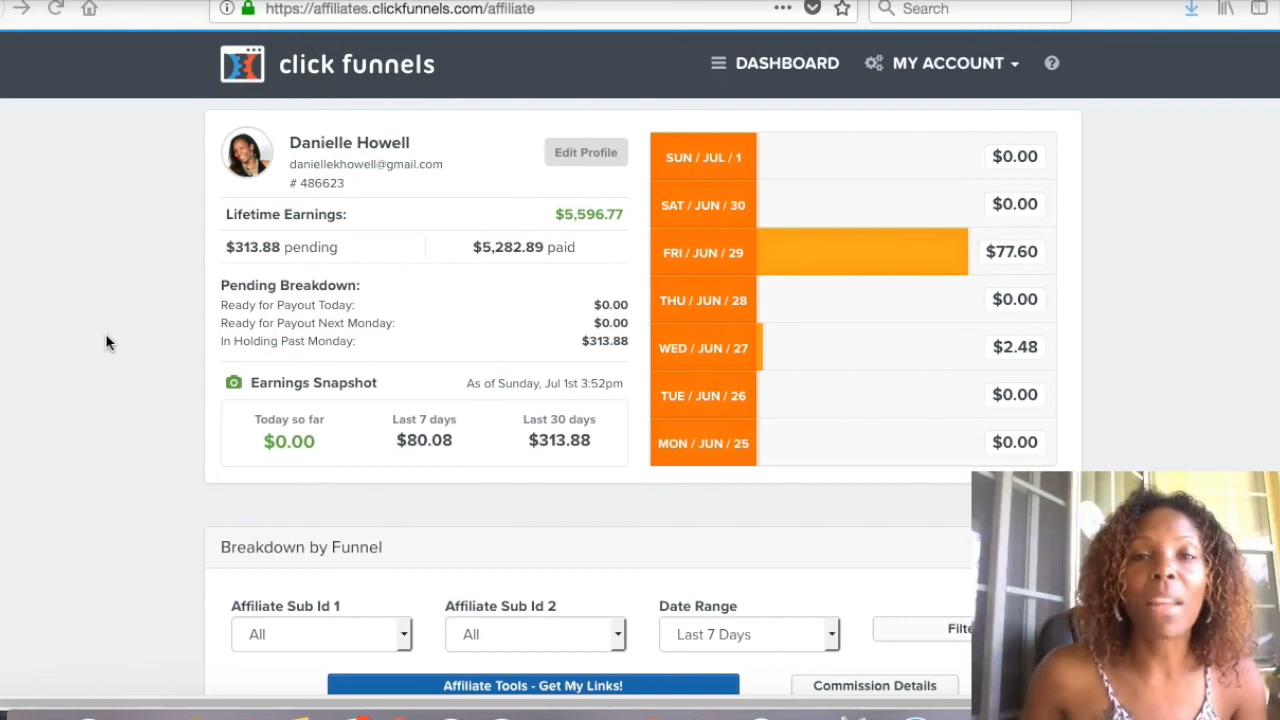 https://affiliates.clickfunnels.com/affiliate
Search
click funnels
DASHBOARD
MY ACCOUNT
?
Danielle Howell
Edit Profile
daniellekhowell@gmail.com
# 486623
Lifetime Earnings: $5,596.77
$313.88 pending $5,282.89 paid
Pending Breakdown:
Ready for Payout Today: $0.00
Ready for Payout Next Monday: $0.00
In Holding Past Monday: $313.88
Earnings Snapshot As of Sunday, Jul 1st 3:52pm
Today so far Last 7 days Last 30 days
$0.00 $80.08 $313.88
SUN / JUL / 1 $0.00
SAT / JUN / 30 $0.00
FRI / JUN / 29 $77.60
THU / JUN / 28 $0.00
WED / JUN / 27 $2.48
TUE / JUN / 26 $0.00
MON / JUN / 25 $0.00
Breakdown by Funnel
Affiliate Sub Id 1 Affiliate Sub Id 2 Date Range
All All Last 7 Days Filte
Affiliate Tools - Get My Links! Commission Details